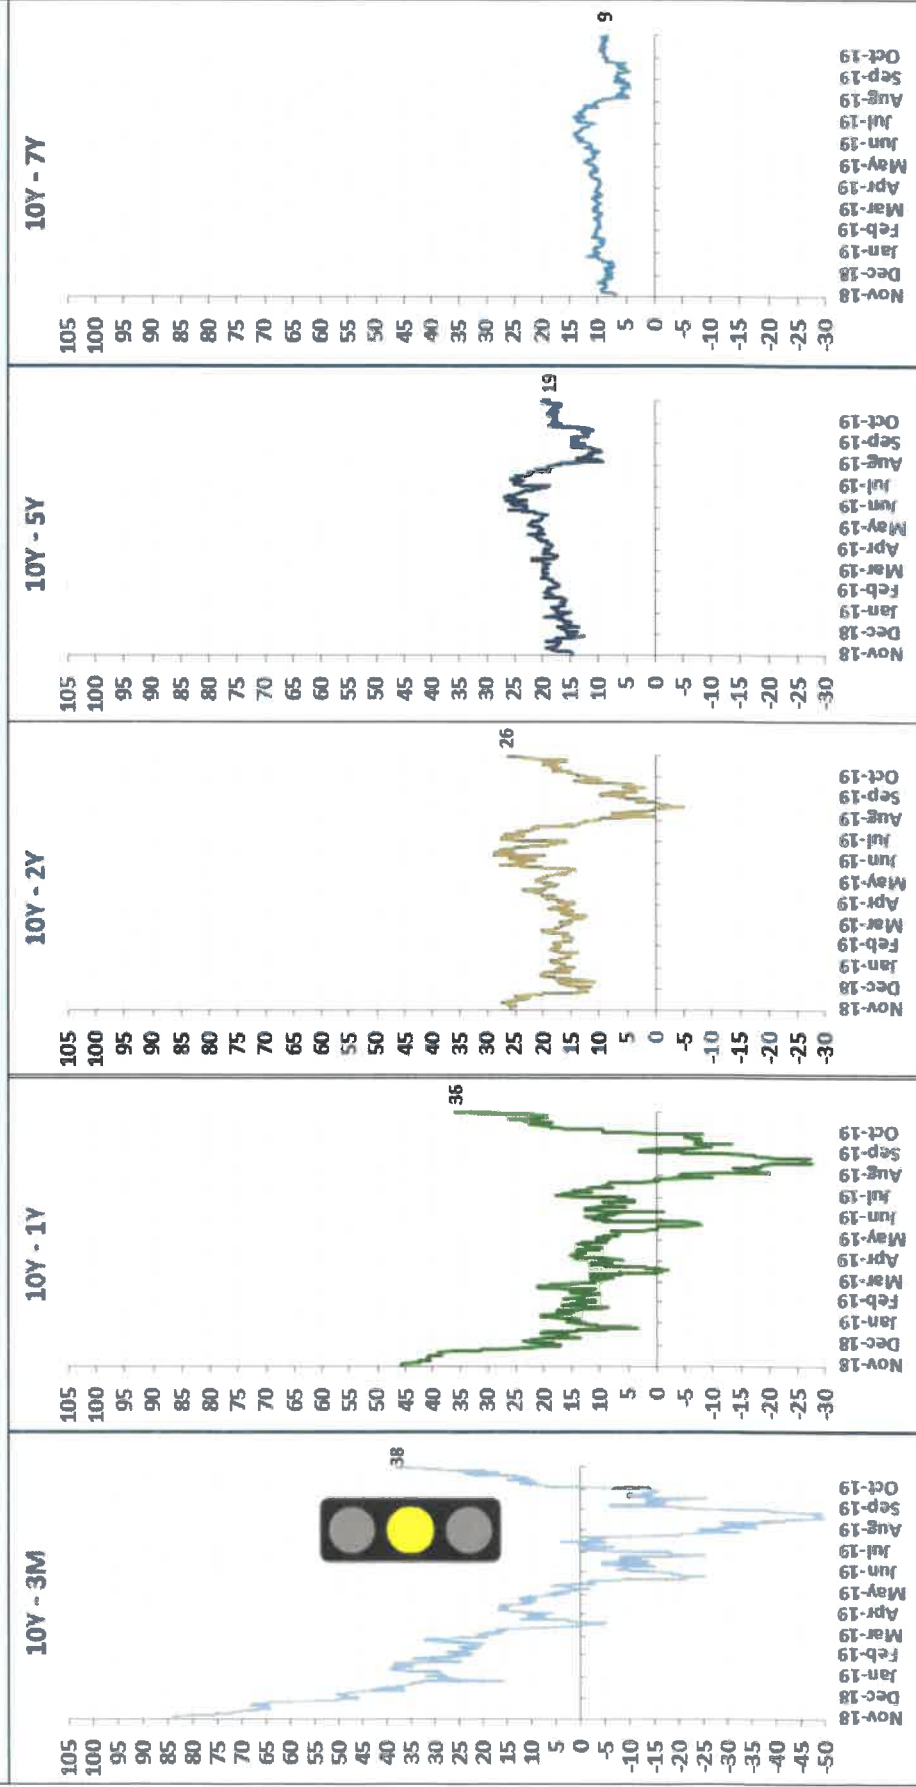 10Y - 3M
105
100
95
90
85
80
75
70
65
60
55
50
45
40
35
30
25
20
15
10
5
0
-5
-10
-15
-20
-25
-30
-35
-40
-45
-50
38
Nov-18
Dec-18
Jan-19
Feb-19
Mar-19
Apr-19
May-19
Jun-19
Jul-19
Aug-19
Sep-19
Oct-19
10Y - 1Y
105
100
95
90
85
80
75
70
65
60
55
50
45
40
35
30
25
20
15
10
5
0
-5
-10
-15
-20
-25
-30
36
Nov-18
Dec-18
Jan-19
Feb-19
Mar-19
Apr-19
May-19
Jun-19
Jul-19
Aug-19
Sep-19
Oct-19
10Y - 2Y
105
100
95
90
85
80
75
70
65
60
55
50
45
40
35
30
25
20
15
10
5
0
-5
-10
-15
-20
-25
-30
26
Nov-18
Dec-18
Jan-19
Feb-19
Mar-19
Apr-19
May-19
Jun-19
Jul-19
Aug-19
Sep-19
Oct-19
10Y - 5Y
105
100
95
90
85
80
75
70
65
60
55
50
45
40
35
30
25
20
15
10
5
0
-5
-10
-15
-20
-25
-30
19
Nov-18
Dec-18
Jan-19
Feb-19
Mar-19
Apr-19
May-19
Jun-19
Jul-19
Aug-19
Sep-19
Oct-19
10Y - 7Y
105
100
95
90
85
80
75
70
65
60
55
50
45
40
35
30
25
20
15
10
5
0
-5
-10
-15
-20
-25
-30
9
Nov-18
Dec-18
Jan-19
Feb-19
Mar-19
Apr-19
May-19
Jun-19
Jul-19
Aug-19
Sep-19
Oct-19